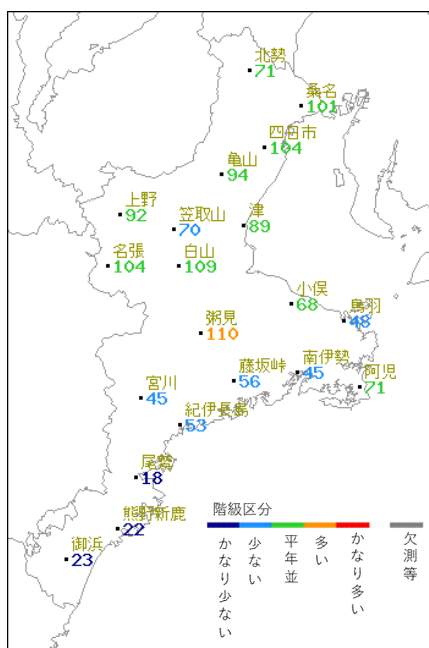 北勢
71
桑名
101
四日市
104
亀山
94
上野
92
笠取山
70
津
89
名張
104
白山
109
小俣
68
鳥羽
48
粥見
110
藤坂峠
56
南伊勢
45
阿児
71
宮川
45
紀伊長島
53
尾鷲
18
熊野新鹿
22
御浜
23
階級区分
かなり少ない
少ない
平年並
多い
かなり多い
欠測等